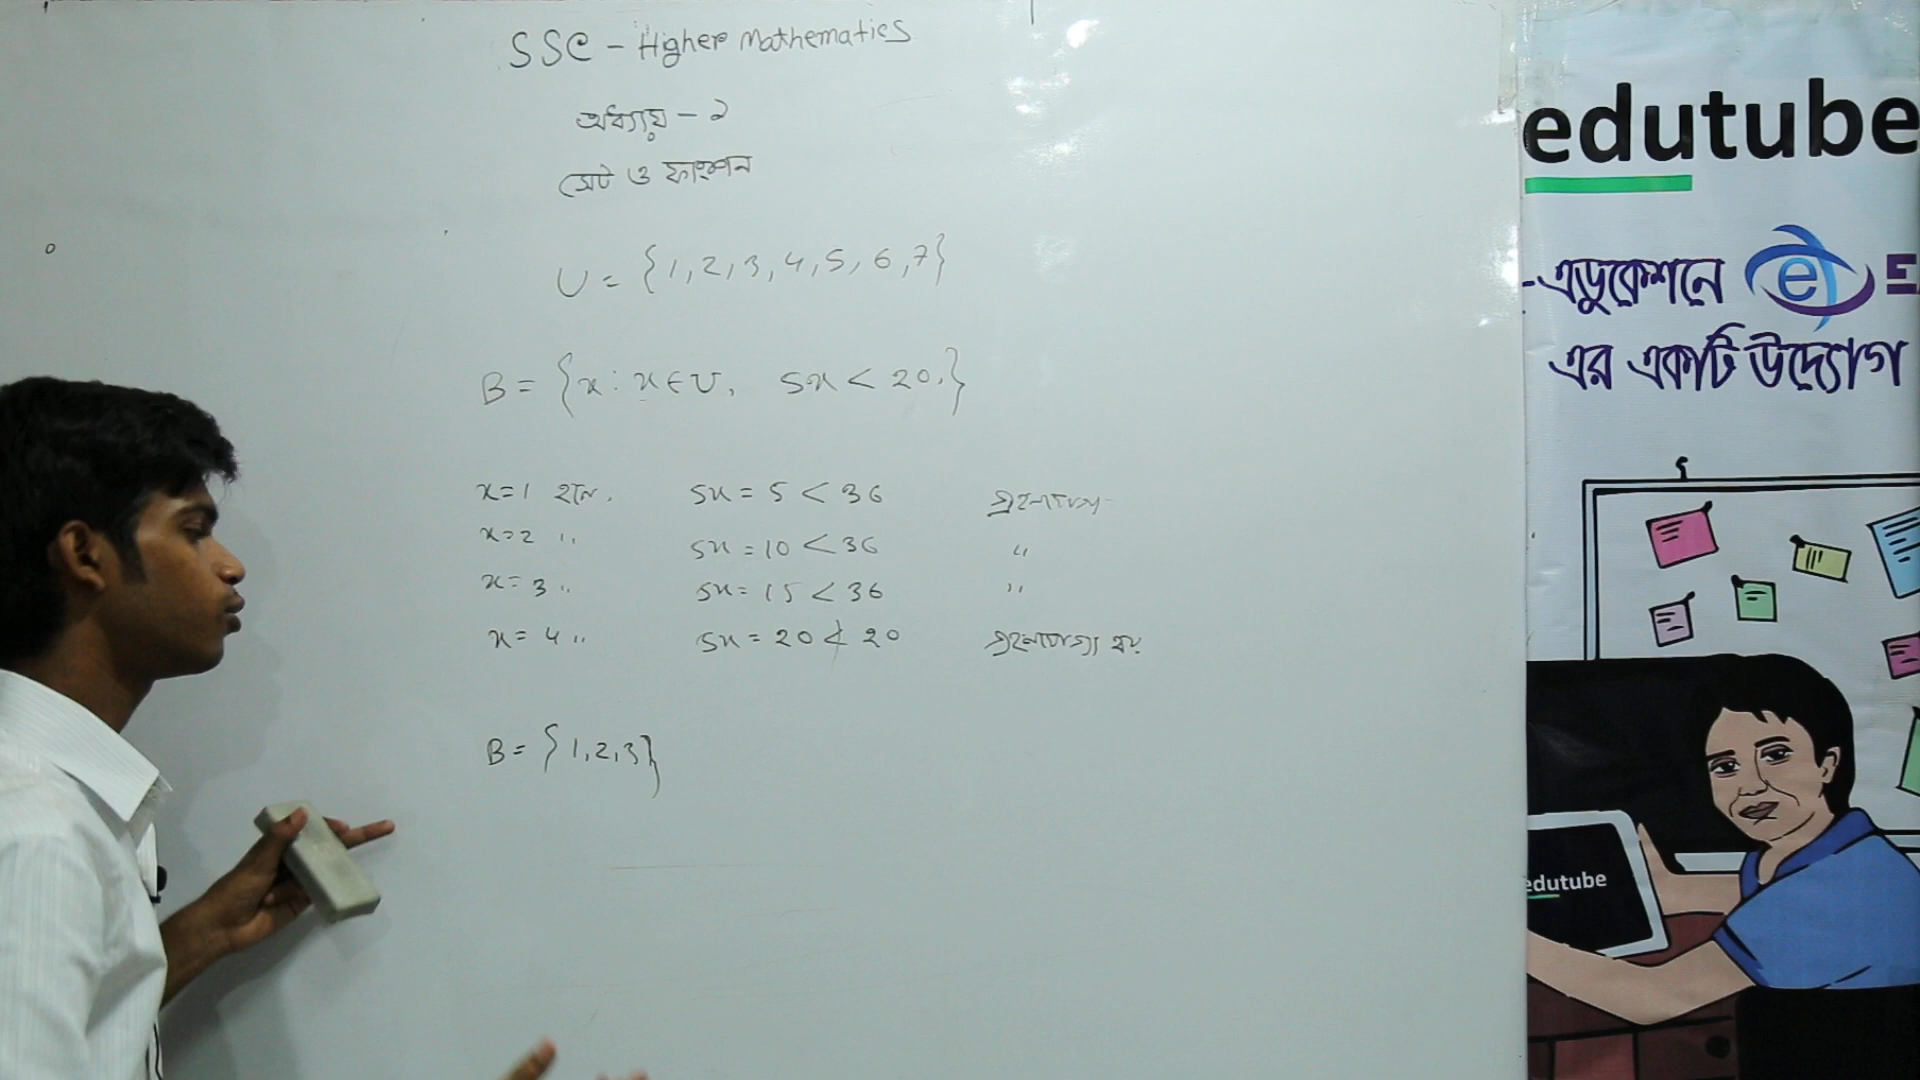 SSC - Higher Mathematics
অধ্যায় - ১
সেট ও ফাংশন
U = {1,2,3,4,5,6,7}
B = {x : x∈U, 5x < 20.}
x=1 হলে, 5x = 5 < 36 গ্রহনযোগ্য
x=2 ,, 5x = 10 < 36 ,,
x=3 ,, 5x = 15 < 36 ,,
x=4 ,, 5x = 20 ≮ 20 গ্রহনযোগ্য নয়
B = {1,2,3}
edutube
-এডুকেশনে e E
এর একটি উদ্যোগ
edutube